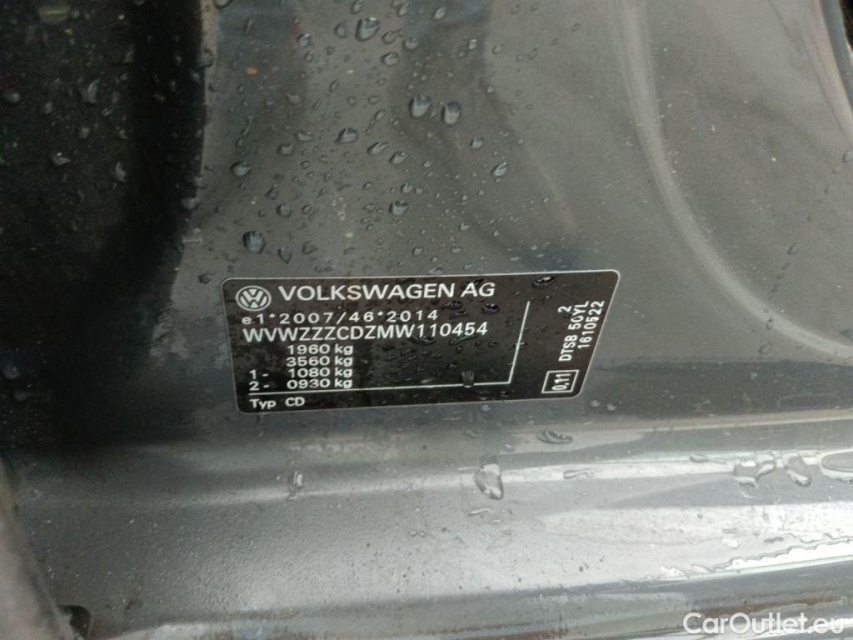 VOLKSWAGEN AG
e1*2007/46*2014
WVWZZZCDZMW110454
1960 kg
3560 kg
1- 1080 kg
2- 0930 kg
Typ CD
2
DTSB 5GYL
0,11
CarOutlet.eu